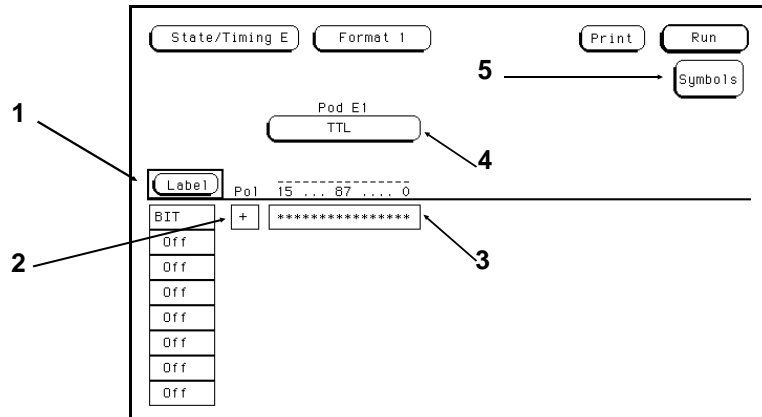 State/Timing E Format 1 Print Run
5 Symbols
1 Pod E1
TTL
4
Label Pol 15 ... 87 .... 0
BIT + ****************
2 Off 3
Off
Off
Off
Off
Off
Off